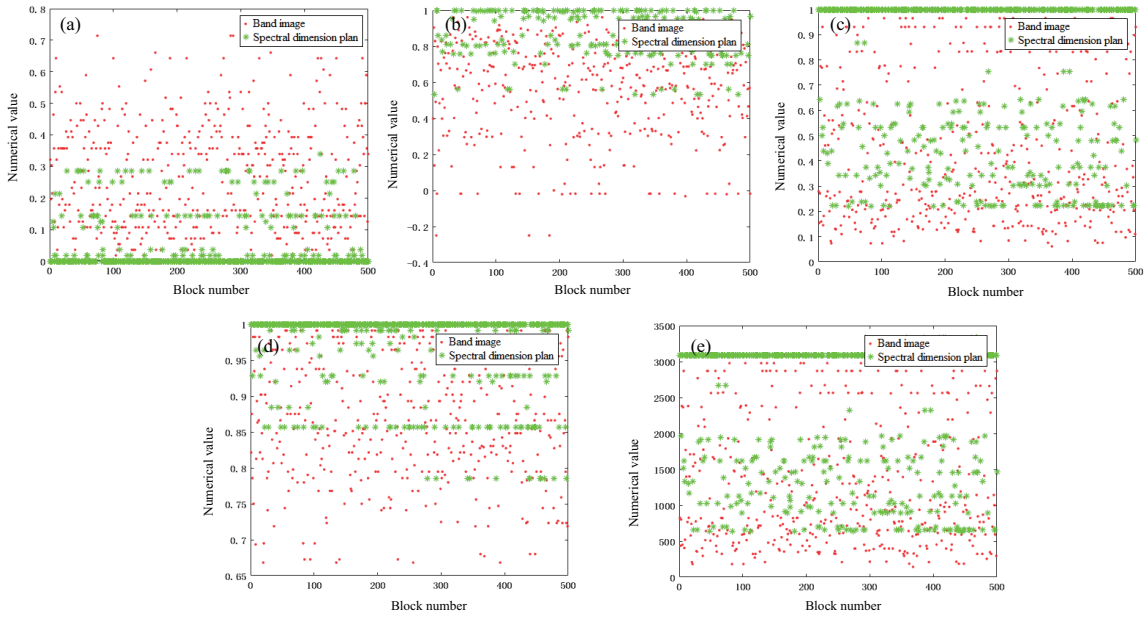 (a)
Band image
Spectral dimension plan
Numerical value
0. 8
0. 7
0. 6
0. 5
0. 4
0. 3
0. 2
0. 1
0
0 100 200 300 400 500
Block number
(b)
Band image
Spectral dimension plan
Numerical value
1
0. 8
0. 6
0. 4
0. 2
0
-0. 2
-0. 4
0 100 200 300 400 500
Block number
(c)
Band image
Spectral dimension plan
Numerical value
1
0. 9
0. 8
0. 7
0. 6
0. 5
0. 4
0. 3
0. 2
0. 1
0
0 100 200 300 400 500
Block number
(d)
Band image
Spectral dimension plan
Numerical value
1
0. 95
0. 9
0. 85
0. 8
0. 75
0. 7
0. 65
0 100 200 300 400 500
Block number
(e)
Band image
Spectral dimension plan
Numerical value
3500
3000
2500
2000
1500
1000
500
0
0 100 200 300 400 500
Block number